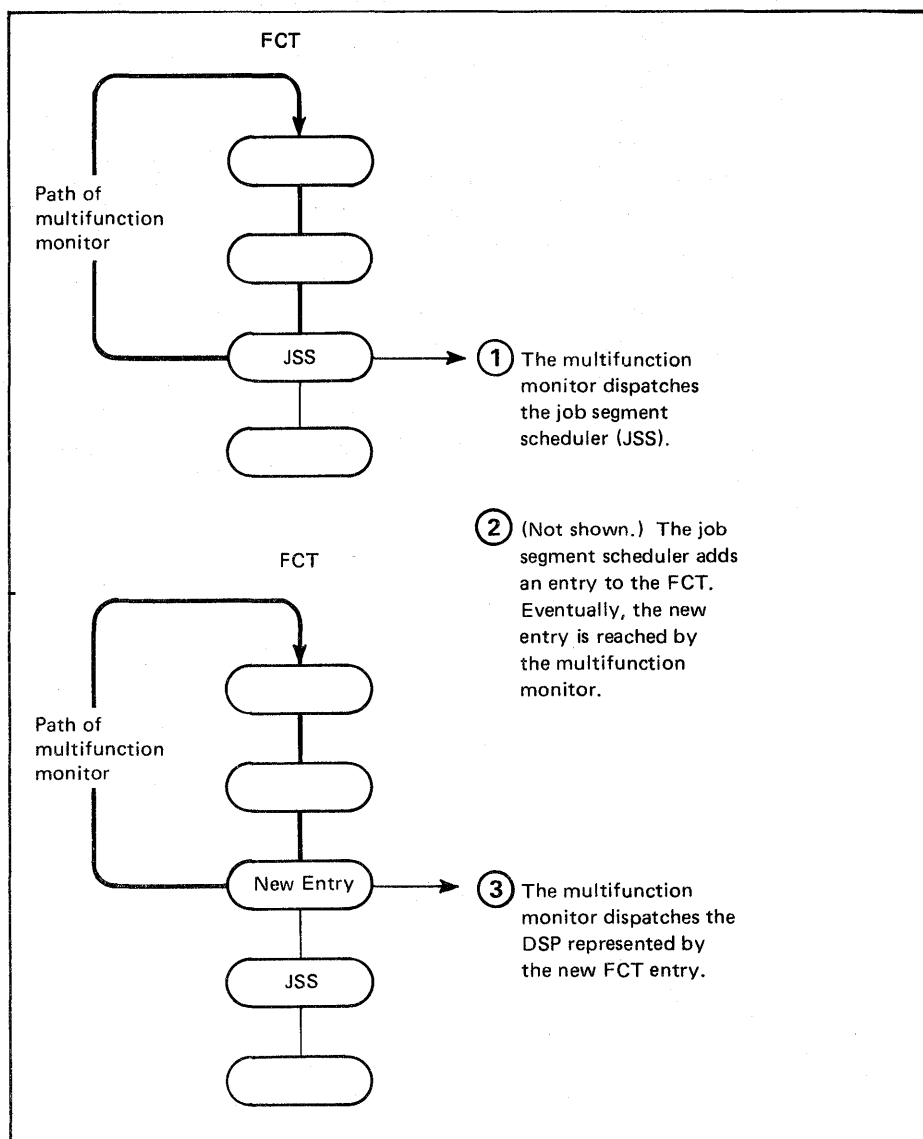 FCT
Path of
multifunction
monitor
JSS
1 The multifunction
monitor dispatches
the job segment
scheduler (JSS).
2 (Not shown.) The job
segment scheduler adds
an entry to the FCT.
Eventually, the new
entry is reached by
the multifunction
monitor.
FCT
Path of
multifunction
monitor
New Entry
3 The multifunction
monitor dispatches the
DSP represented by
the new FCT entry.
JSS